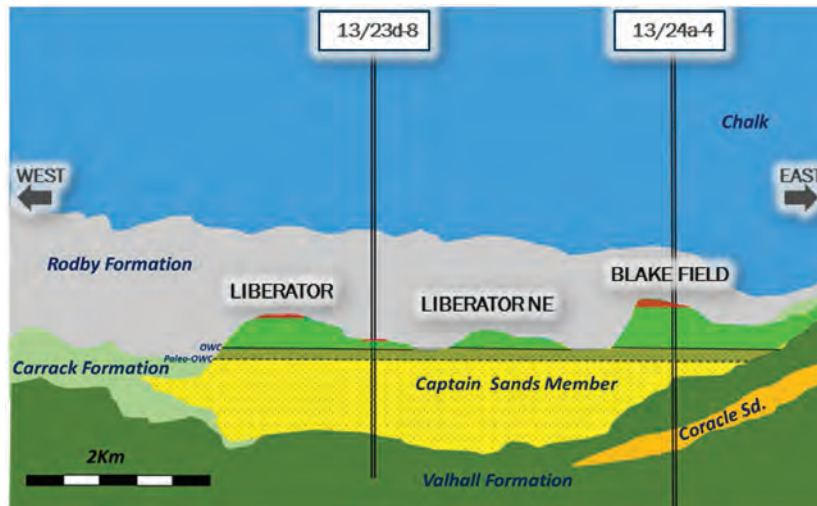 13/23d-8
13/24a-4
Chalk
WEST
EAST
Rodby Formation
LIBERATOR
LIBERATOR NE
BLAKE FIELD
OWC
Paleo-OWC
Carrack Formation
Captain Sands Member
Coracle Sd.
2Km
Valhall Formation